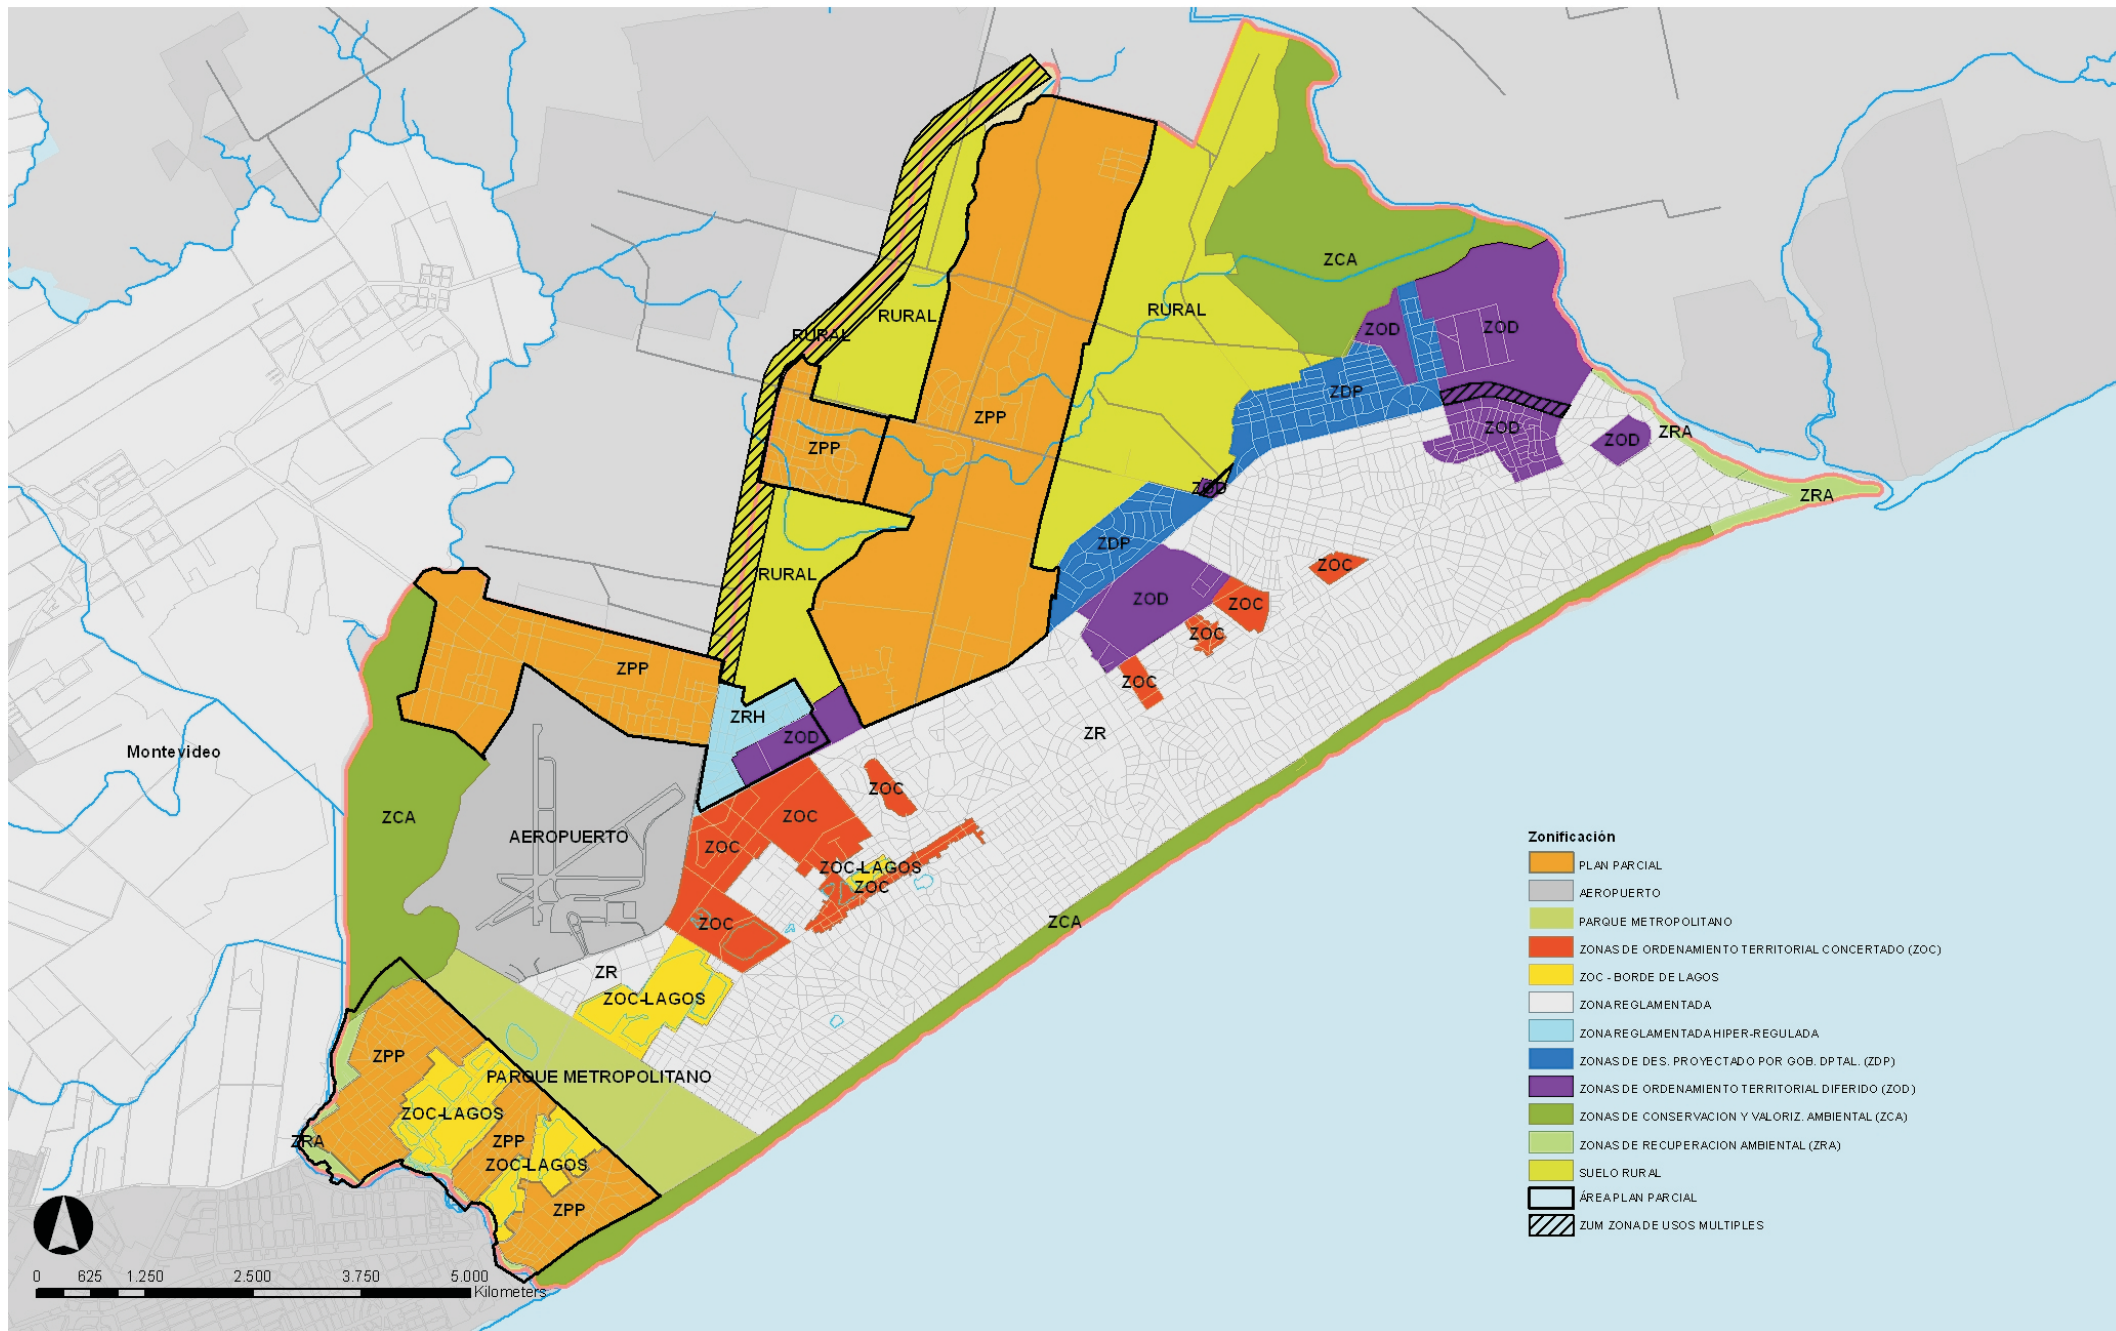 ZCA
RURAL
RURAL
RURAL
ZOD
ZOD
ZDP
ZPP
ZOD
ZOD
ZRA
ZPP
ZOD
ZRA
ZDP
ZOC
RURAL
ZOD
ZOC
ZOC
ZPP
ZOC
ZRH
ZOD
ZR
Montevideo
ZOC
ZCA
ZOC
AEROPUERTO
ZOC
ZOC-LAGOS
ZOC
ZOC
ZCA
ZR
ZOC-LAGOS
ZPP
PARQUE METROPOLITANO
ZOC-LAGOS
ZRA
ZPP
ZOC-LAGOS
ZPP
Zonificación
PLAN PARCIAL
AEROPUERTO
PARQUE METROPOLITANO
ZONAS DE ORDENAMIENTO TERRITORIAL CONCERTADO (ZOC)
ZOC - BORDE DE LAGOS
ZONA REGLAMENTADA
ZONA REGLAMENTADA HIPER-REGULADA
ZONAS DE DES. PROYECTADO POR GOB. DPTAL. (ZDP)
ZONAS DE ORDENAMIENTO TERRITORIAL DIFERIDO (ZOD)
ZONAS DE CONSERVACION Y VALORIZ. AMBIENTAL (ZCA)
ZONAS DE RECUPERACION AMBIENTAL (ZRA)
SUELO RURAL
ÁREA PLAN PARCIAL
ZUM ZONA DE USOS MULTIPLES
0 625 1.250 2.500 3.750 5.000
Kilometers